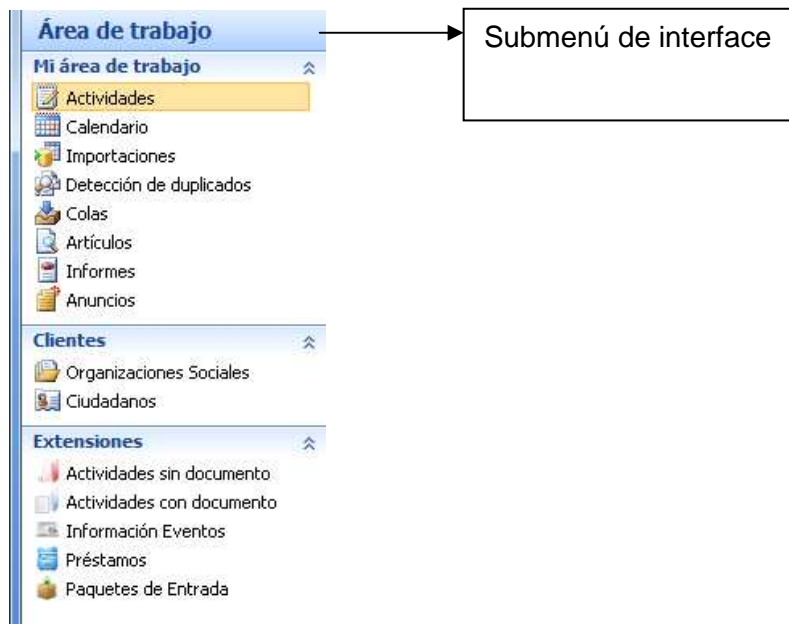 Área de trabajo
Submenú de interface
Mi área de trabajo
Actividades
Calendario
Importaciones
Detección de duplicados
Colas
Artículos
Informes
Anuncios
Clientes
Organizaciones Sociales
Ciudadanos
Extensiones
Actividades sin documento
Actividades con documento
Información Eventos
Préstamos
Paquetes de Entrada